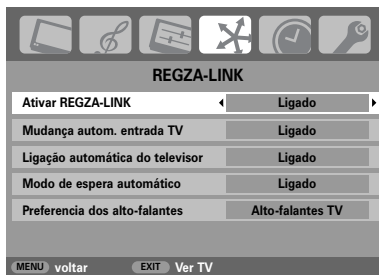 REGZA-LINK
Ativar REGZA-LINK Ligado
Mudança autom. entrada TV Ligado
Ligação automática do televisor Ligado
Modo de espera automático Ligado
Preferencia dos alto-falantes Alto-falantes TV
MENU voltar EXIT Ver TV